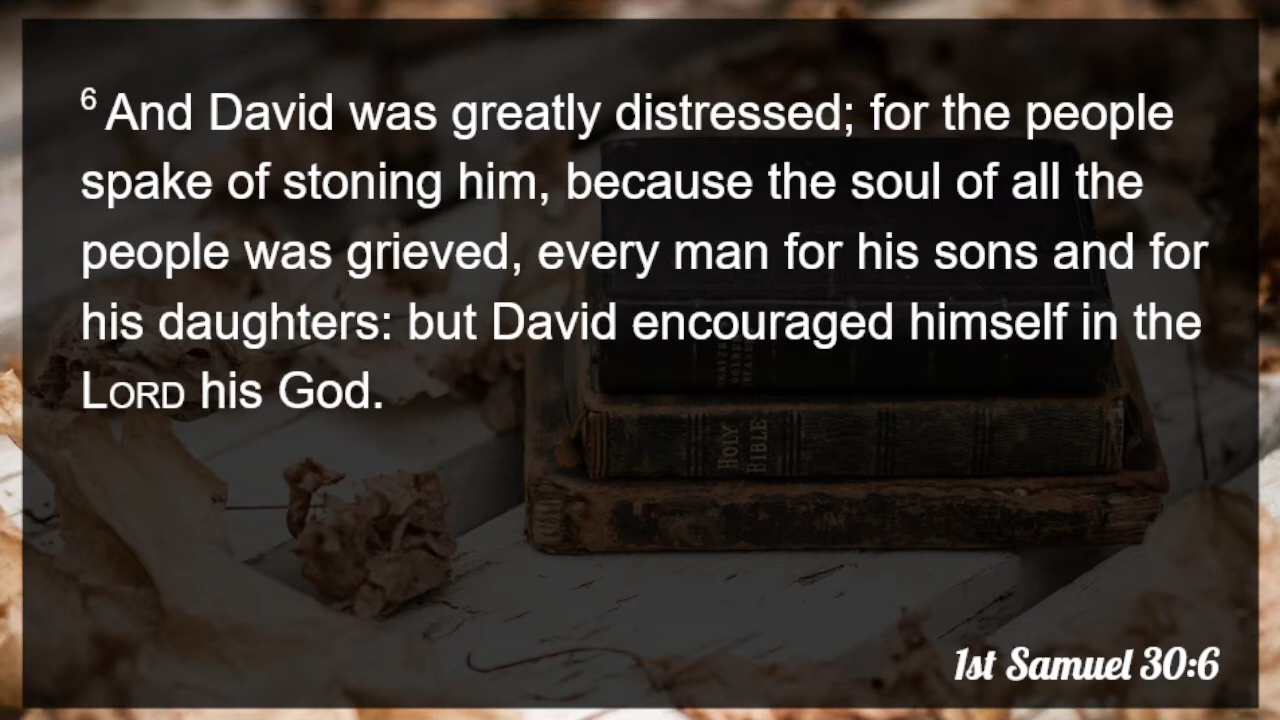 6 And David was greatly distressed; for the people
spake of stoning him, because the soul of all the
people was grieved, every man for his sons and for
his daughters: but David encouraged himself in the
LORD his God.
HOLY
BIBLE
1st Samuel 30:6